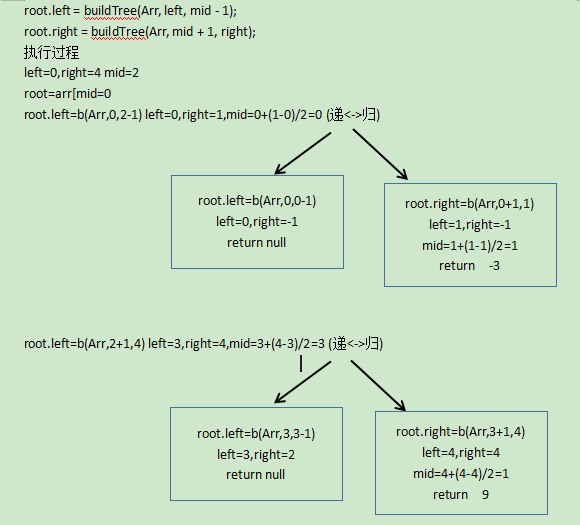 root.left = buildTree(Arr, left, mid - 1);
root.right = buildTree(Arr, mid + 1, right);
执行过程
left=0,right=4 mid=2
root=arr[mid=0
root.left=b(Arr,0,2-1) left=0,right=1,mid=0+(1-0)/2=0 (递<->归)
root.left=b(Arr,0,0-1)
left=0,right=-1
return null
root.right=b(Arr,0+1,1)
left=1,right=-1
mid=1+(1-1)/2=1
return -3
root.left=b(Arr,2+1,4) left=3,right=4,mid=3+(4-3)/2=3 (递<->归)
root.left=b(Arr,3,3-1)
left=3,right=2
return null
root.right=b(Arr,3+1,4)
left=4,right=4
mid=4+(4-4)/2=1
return 9